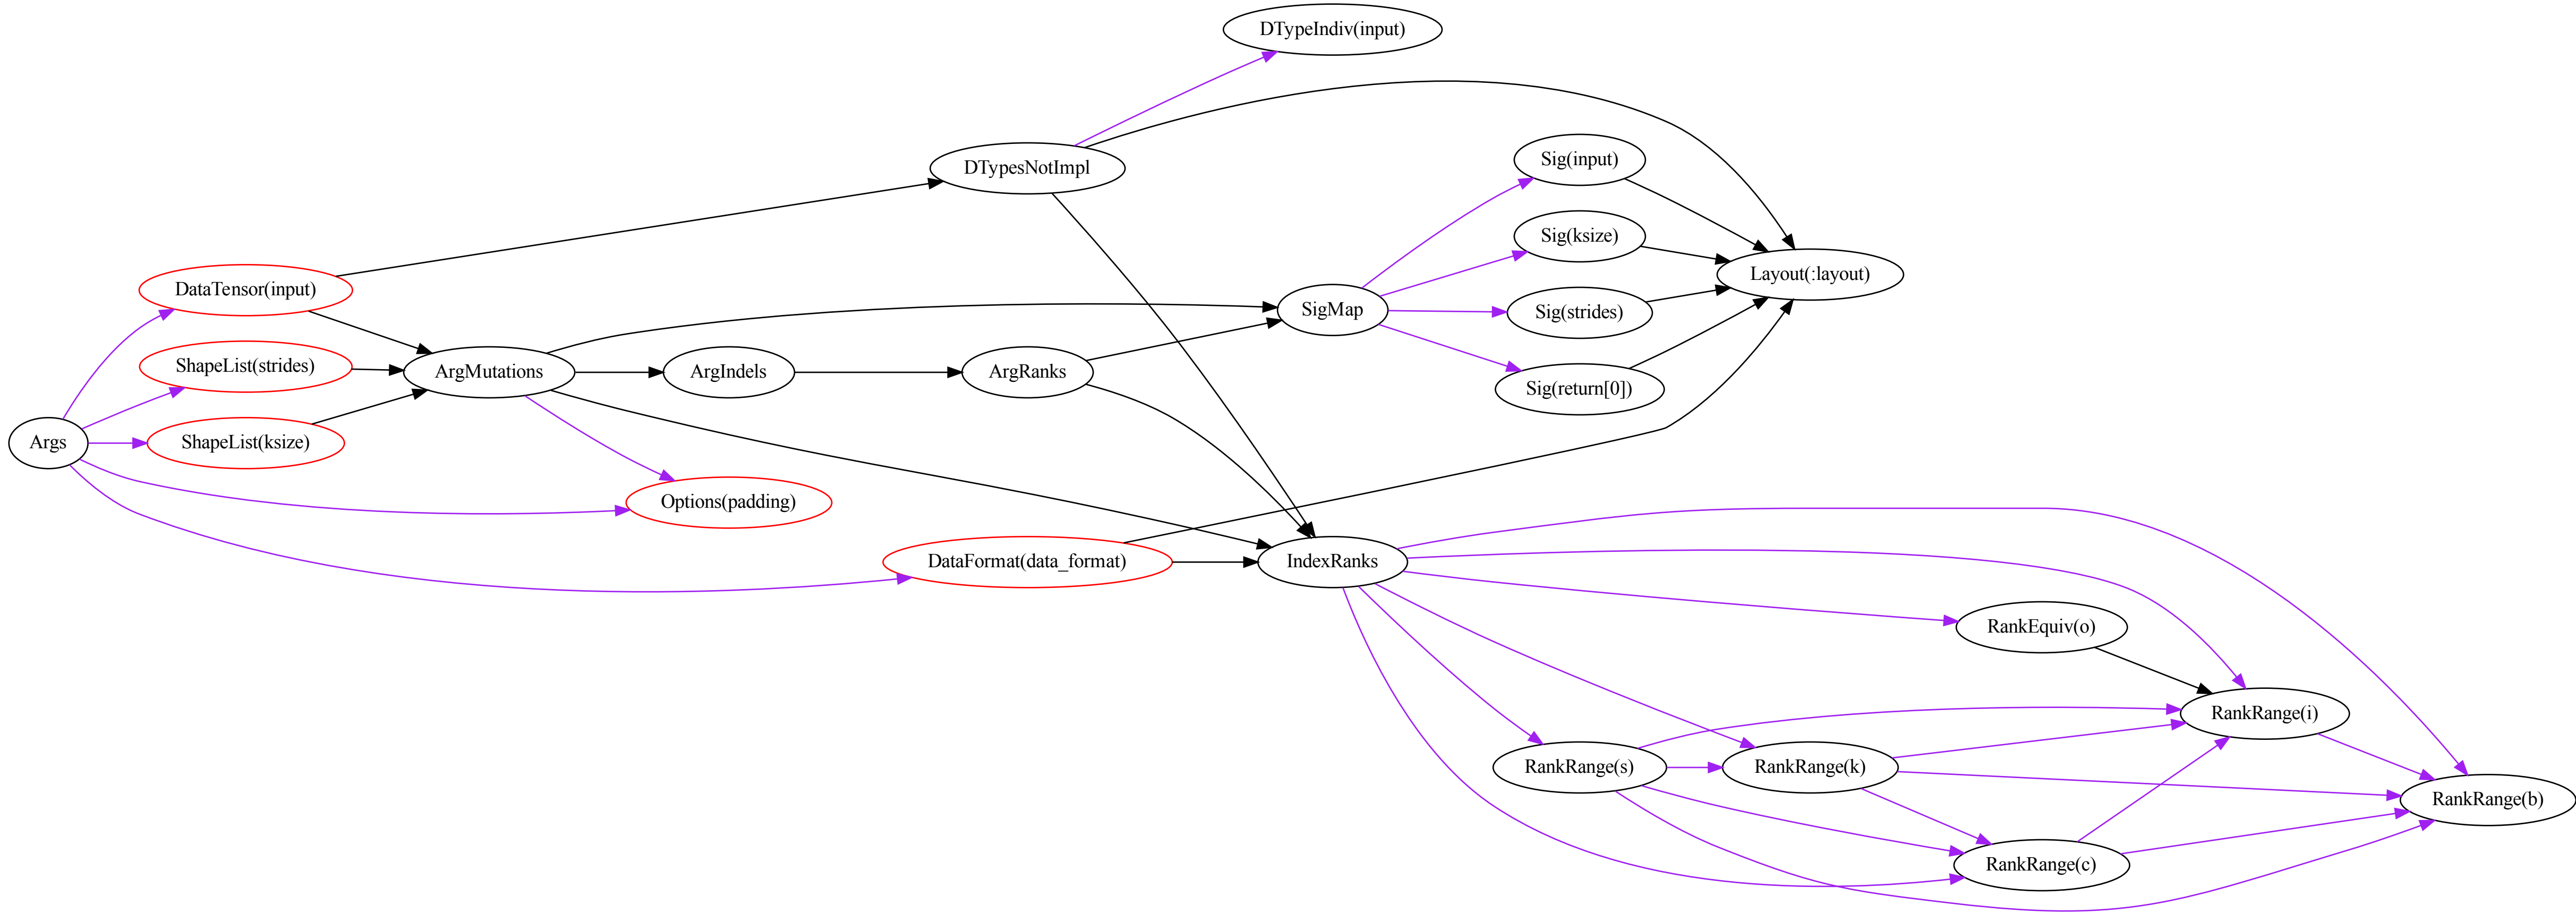 DTypeIndiv(input)
DTypesNotImpl
Sig(input)
Sig(ksize)
Layout(:layout)
DataTensor(input)
SigMap
Sig(strides)
ShapeList(strides)
ArgMutations
ArgIndels
ArgRanks
Sig(return[0])
Args
ShapeList(ksize)
Options(padding)
DataFormat(data_format)
IndexRanks
RankEquiv(o)
RankRange(i)
RankRange(s)
RankRange(k)
RankRange(b)
RankRange(c)